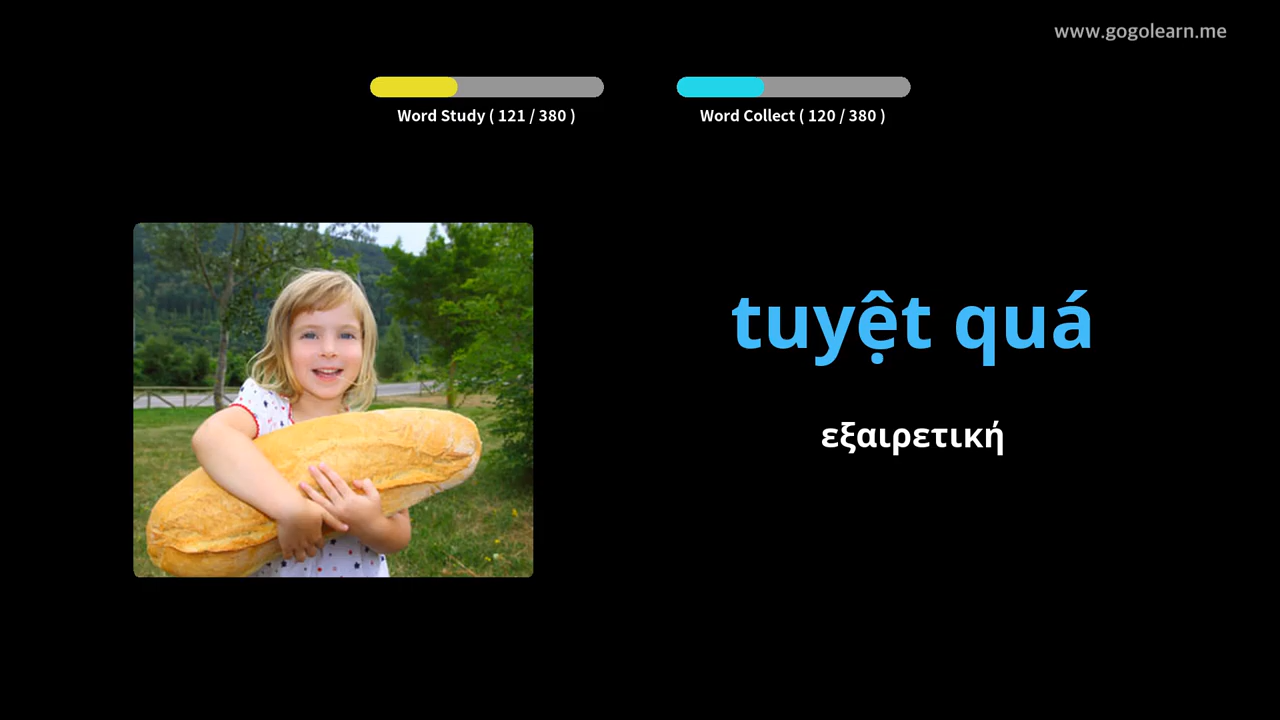 www.gogolearn.me
Word Study ( 121 / 380 )
Word Collect ( 120 / 380 )
tuyệt quá
εξαιρετική